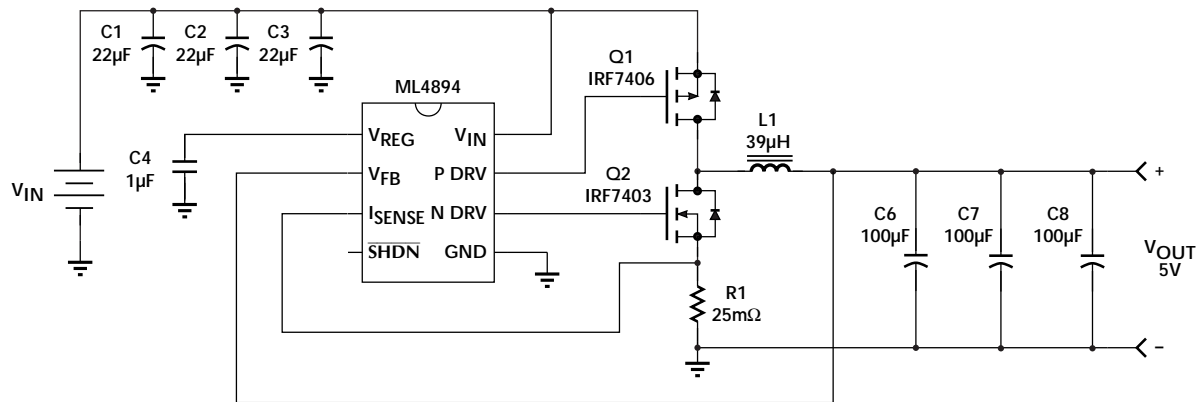 C1
22µF
C2
22µF
C3
22µF
Q1
IRF7406
ML4894
L1
39µH
VREG
VIN
C4
1µF
VFB
P DRV
VIN
Q2
IRF7403
ISENSE
N DRV
SHDN
GND
R1
25mΩ
C6
100µF
C7
100µF
C8
100µF
+
VOUT
5V
–